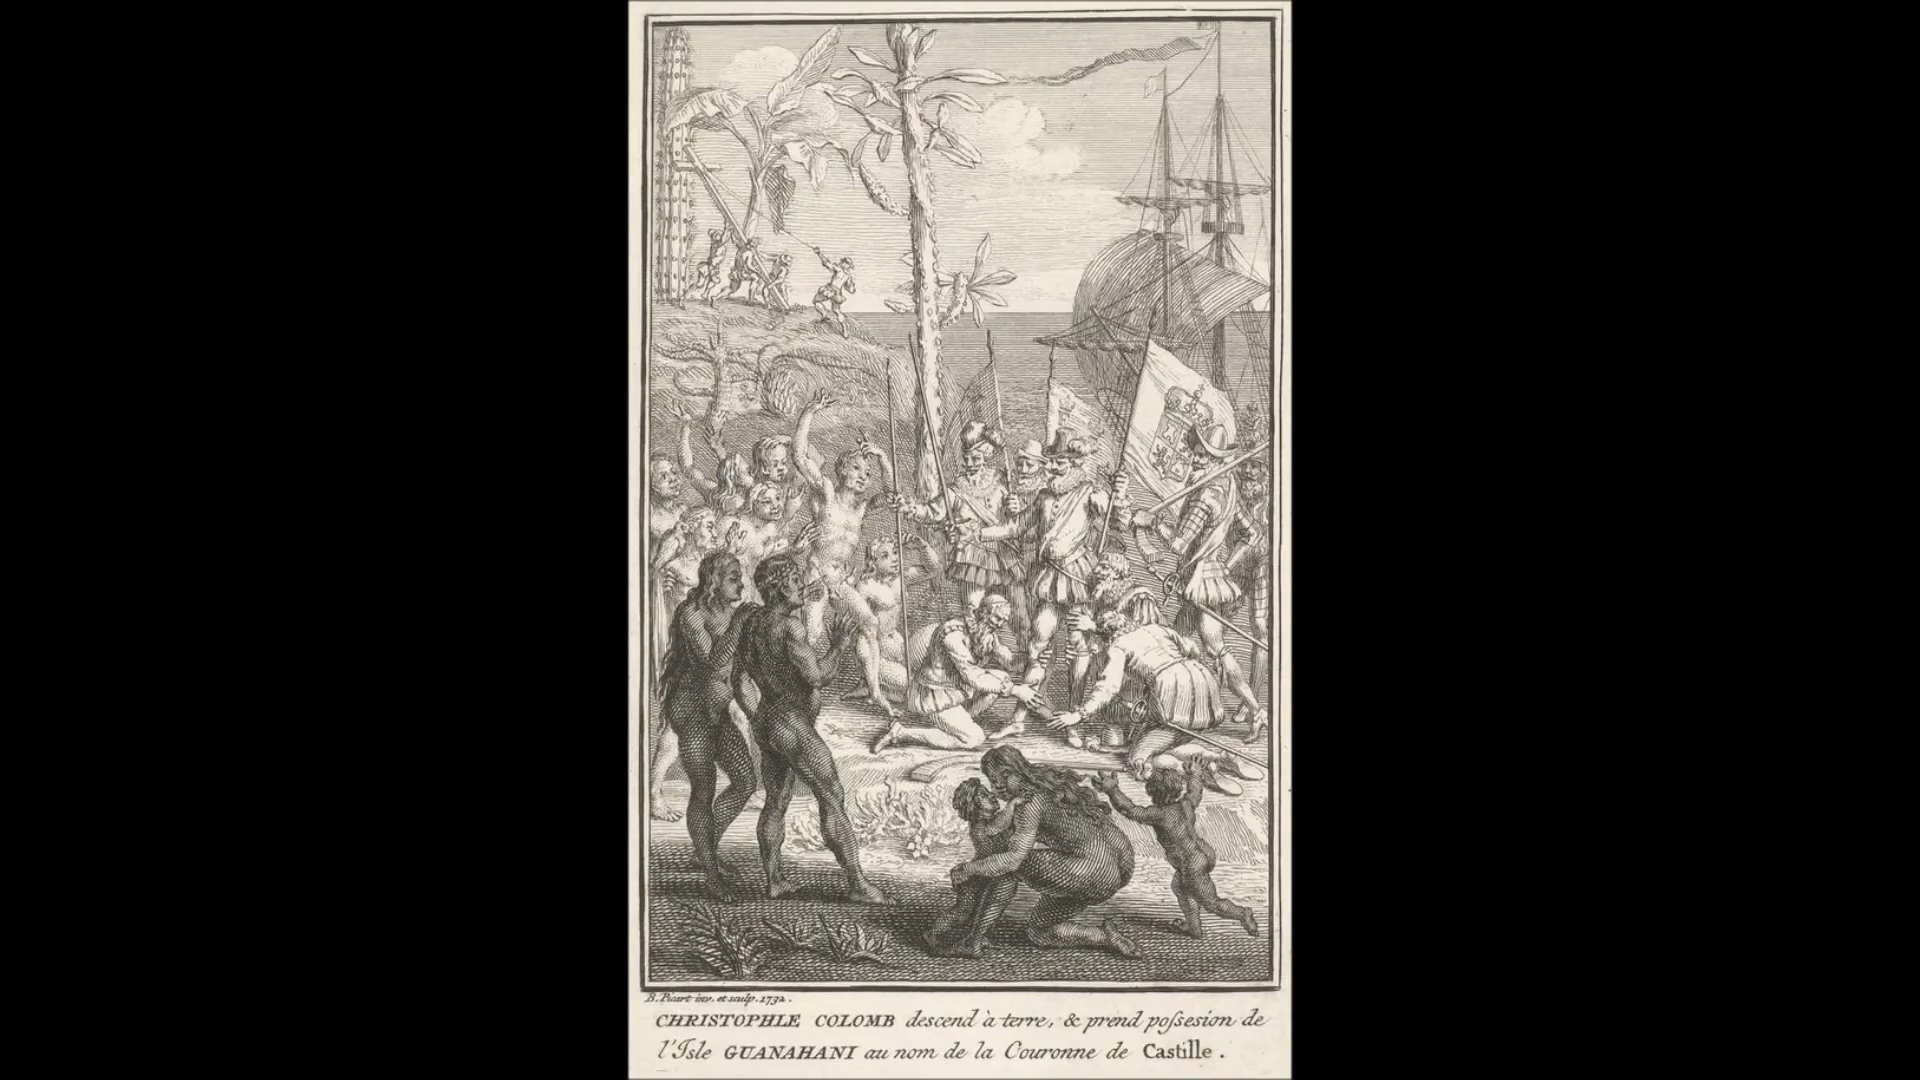 B. Picart inv. et sculp. 1732.
CHRISTOPHLE COLOMB descend à terre, & prend poſsesion de
l'Isle GUANAHANI au nom de la Couronne de Castille.